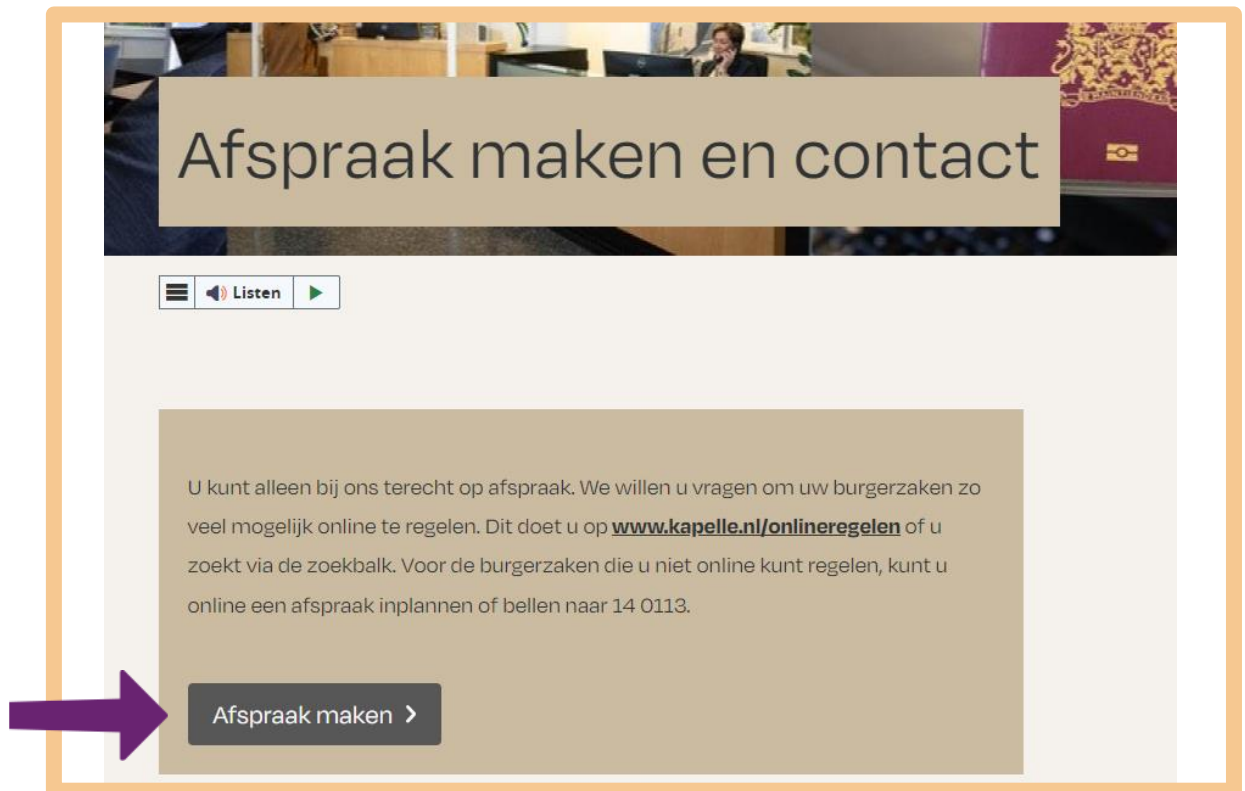 Afspraak maken en contact
Listen
U kunt alleen bij ons terecht op afspraak. We willen u vragen om uw burgerzaken zo
veel mogelijk online te regelen. Dit doet u op www.kapelle.nl/onlineregelen of u
zoekt via de zoekbalk. Voor de burgerzaken die u niet online kunt regelen, kunt u
online een afspraak inplannen of bellen naar 14 0113.
Afspraak maken